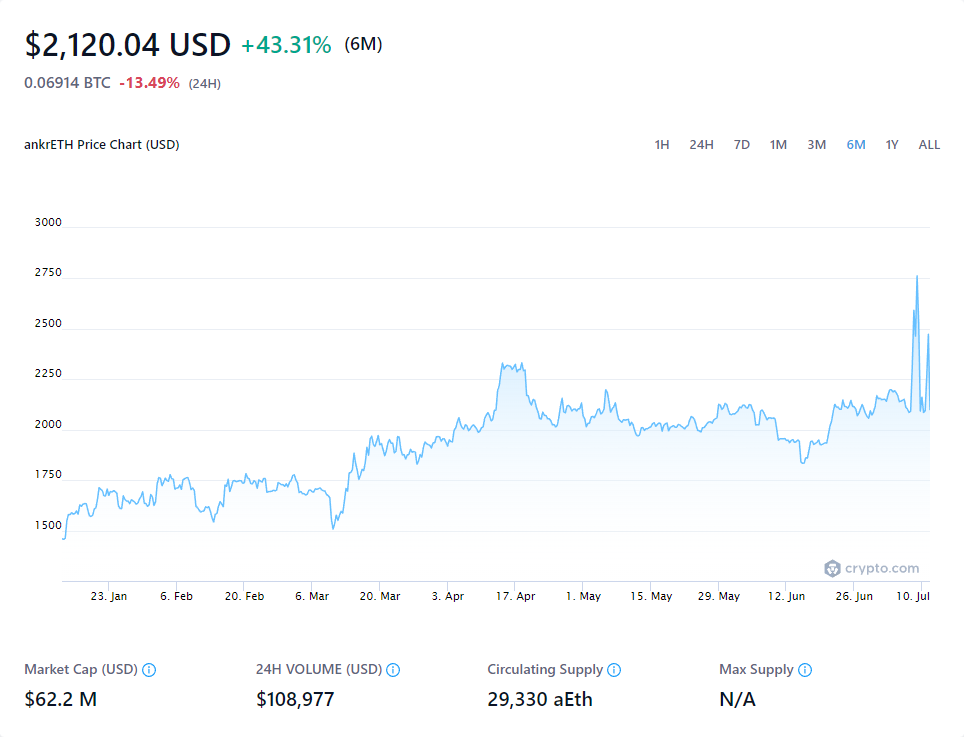 $2,120.04 USD +43.31% (6M)
0.06914 BTC -13.49% (24H)
ankrETH Price Chart (USD)
1H 24H 7D 1M 3M 6M 1Y ALL
3000
2750
2500
2250
2000
1750
1500
crypto.com
23. Jan 6. Feb 20. Feb 6. Mar 20. Mar 3. Apr 17. Apr 1. May 15. May 29. May 12. Jun 26. Jun 10. Jul
Market Cap (USD) 24H VOLUME (USD) Circulating Supply Max Supply
$62.2 M $108,977 29,330 aEth N/A